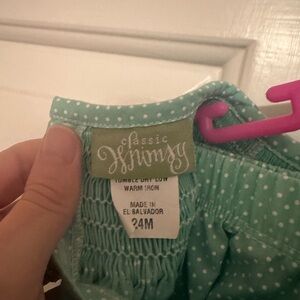 classic
Whimsy
TUMBLE DRY LOW
WARM IRON
MADE IN
EL SALVADOR
24M